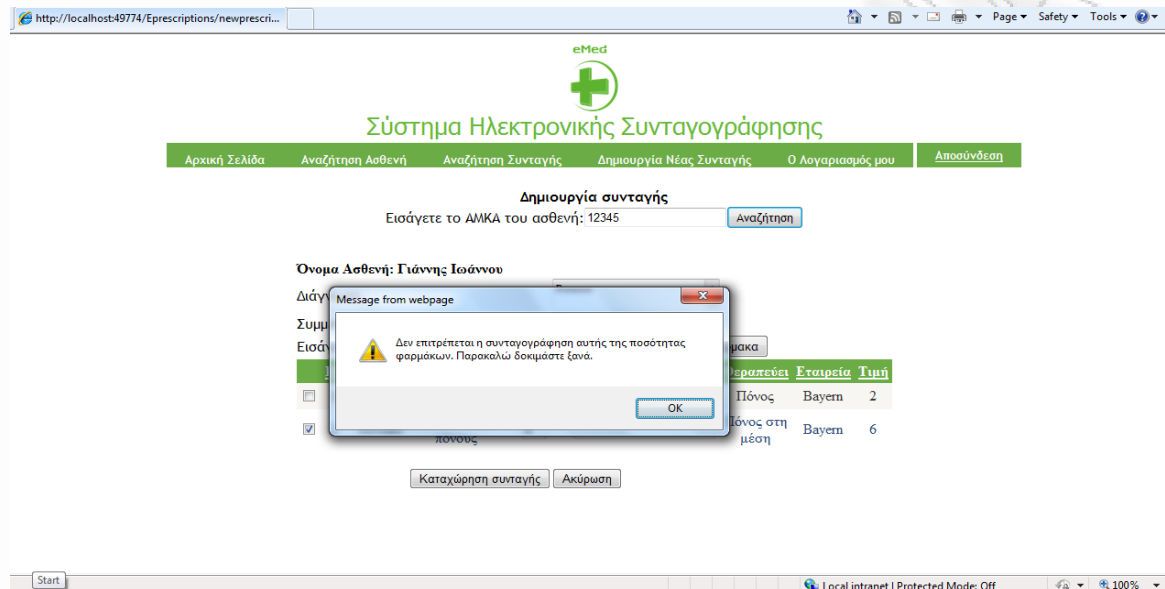 http://localhost:49774/Eprescriptions/newprescri...
Page Safety Tools
eMed
Σύστημα Ηλεκτρονικής Συνταγογράφησης
Αρχική Σελίδα Αναζήτηση Ασθενή Αναζήτηση Συνταγής Δημιουργία Νέας Συνταγής Ο Λογαριασμός μου Αποσύνδεση
Δημιουργία συνταγής
Εισάγετε το ΑΜΚΑ του ασθενή: 12345 Αναζήτηση
Όνομα Ασθενή: Γιάννης Ιωάννου
Message from webpage
Δεν επιτρέπεται η συνταγογράφηση αυτής της ποσότητας
φαρμάκων. Παρακαλώ δοκιμάστε ξανά.
OK
Εταιρεία Τιμή
Πόνος Bayern 2
Πόνος στη
μέση Bayern 6
πόνους
Καταχώρηση συνταγής Ακύρωση
Start
Local intranet | Protected Mode: Off 100%